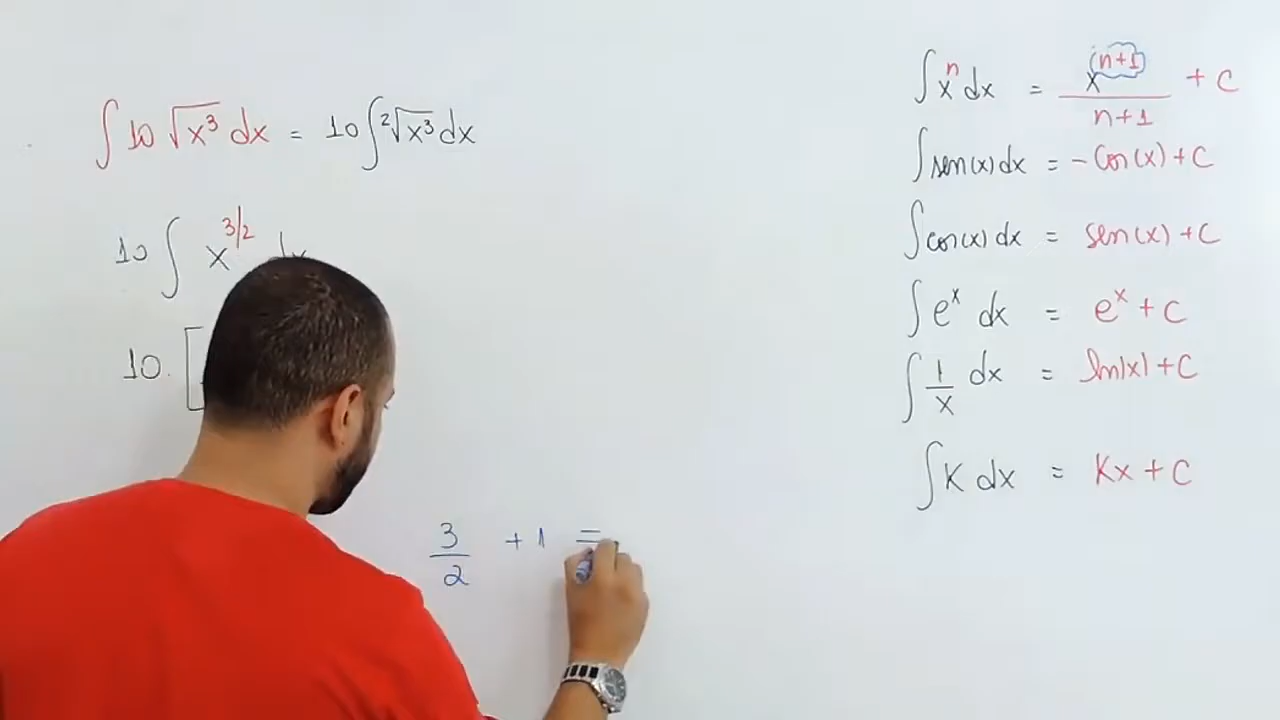 ∫ 10 √x³ dx = 10 ∫ ²√x³ dx
10 ∫ x^{3/2} dx
10. [
3/2 + 1 =
∫ xⁿ dx = x^{(n+1)}/(n+1) + C
∫ sen(x) dx = - Cos(x) + C
∫ cos(x) dx = sen(x) + C
∫ eˣ dx = eˣ + C
∫ 1/x dx = ln|x| + C
∫ K dx = Kx + C